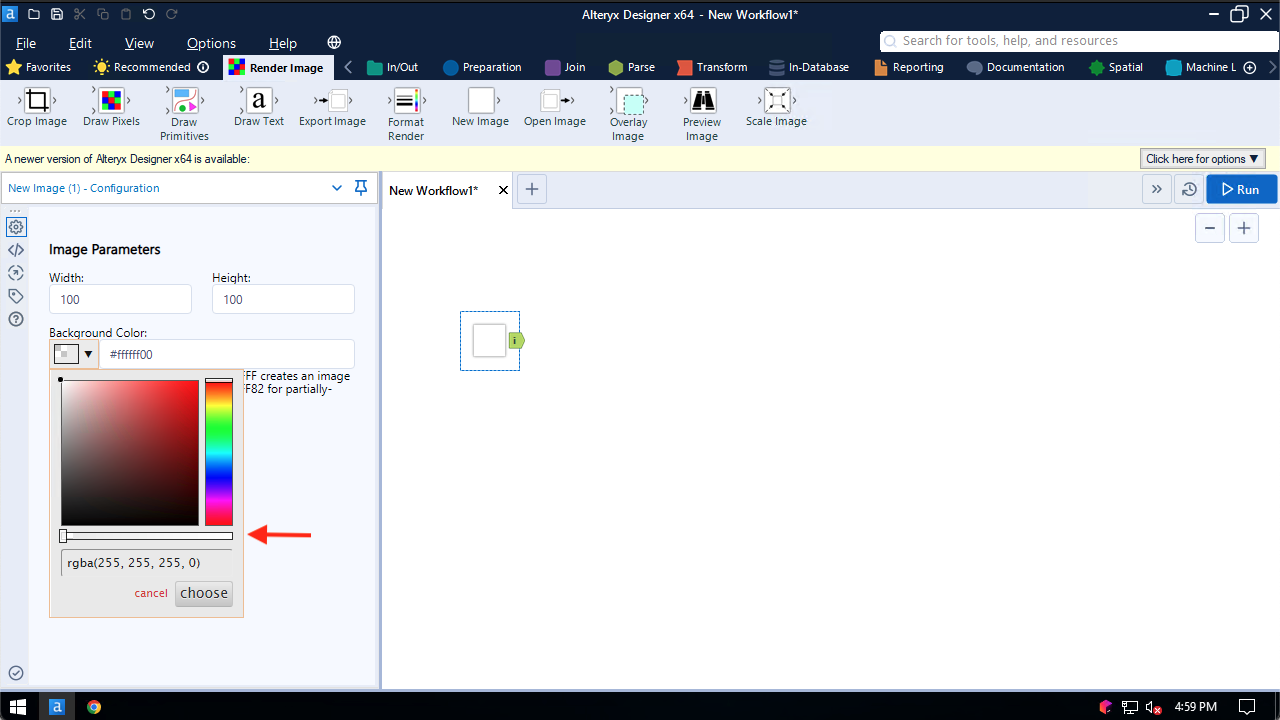 Alteryx Designer x64 - New Workflow1*
File Edit View Options Help
Search for tools, help, and resources
Favorites Recommended Render Image In/Out Preparation Join Parse Transform In-Database Reporting Documentation Spatial Machine L
Crop Image Draw Pixels Draw Primitives Draw Text Export Image Format Render New Image Open Image Overlay Image Preview Image Scale Image
A newer version of Alteryx Designer x64 is available:
Click here for options ▼
New Image (1) - Configuration
New Workflow1*
Run
Image Parameters
Width: Height:
100 100
Background Color:
#ffffff00
FF creates an image
FF82 for partially-
rgba(255, 255, 255, 0)
cancel choose
i
4:59 PM